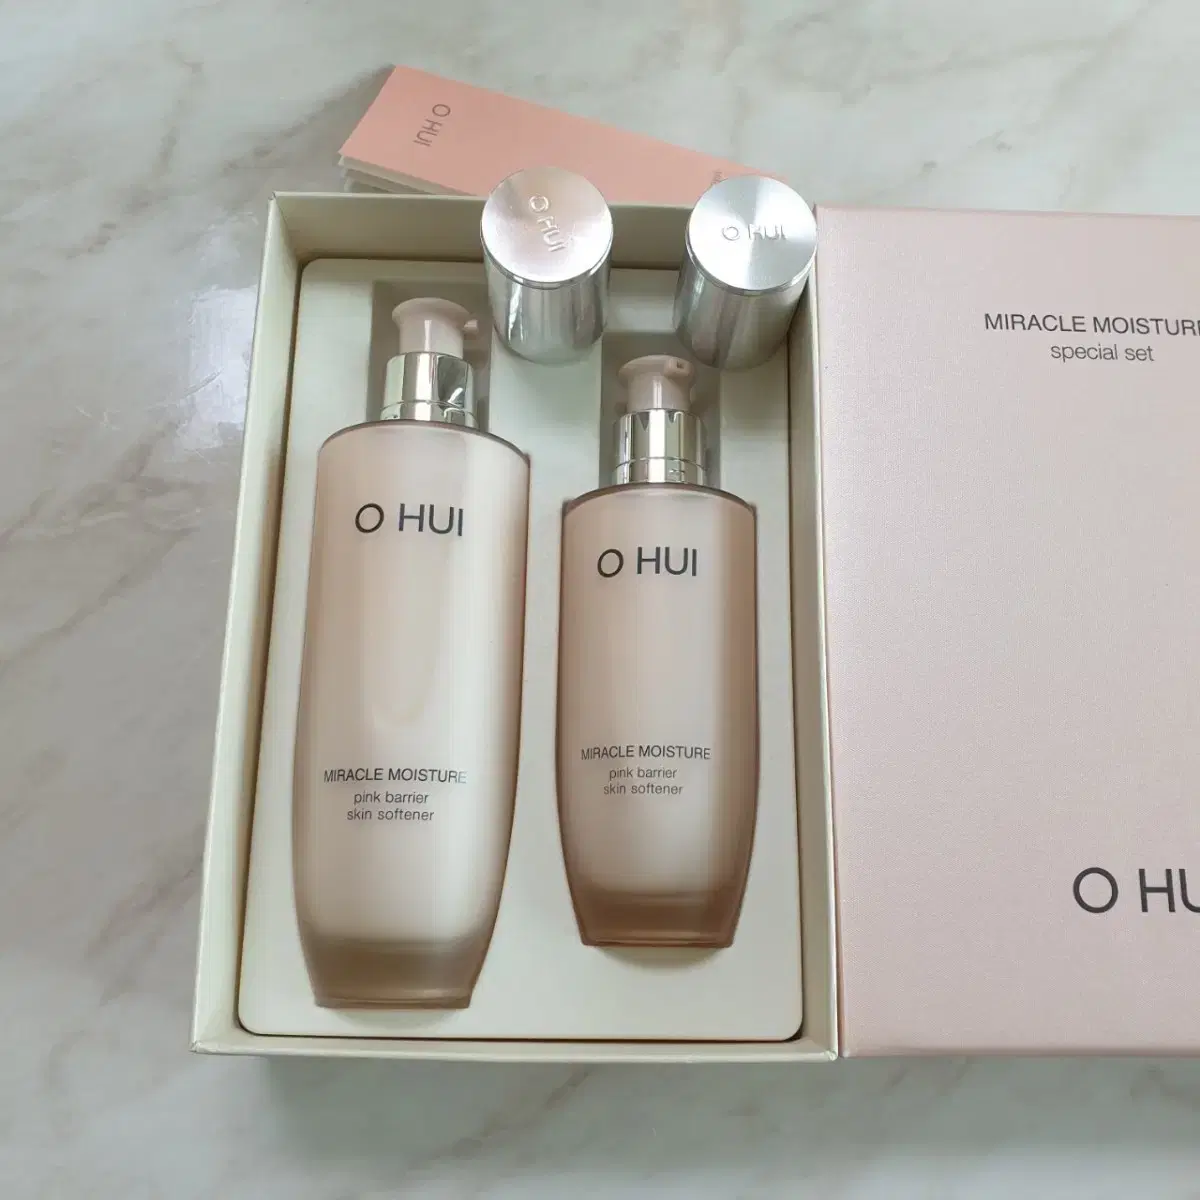 O HUI
O HUI
O HUI
MIRACLE MOISTURE
special set
O HUI
MIRACLE MOISTURE
pink barrier
skin softener
O HUI
MIRACLE MOISTURE
pink barrier
skin softener
O HU